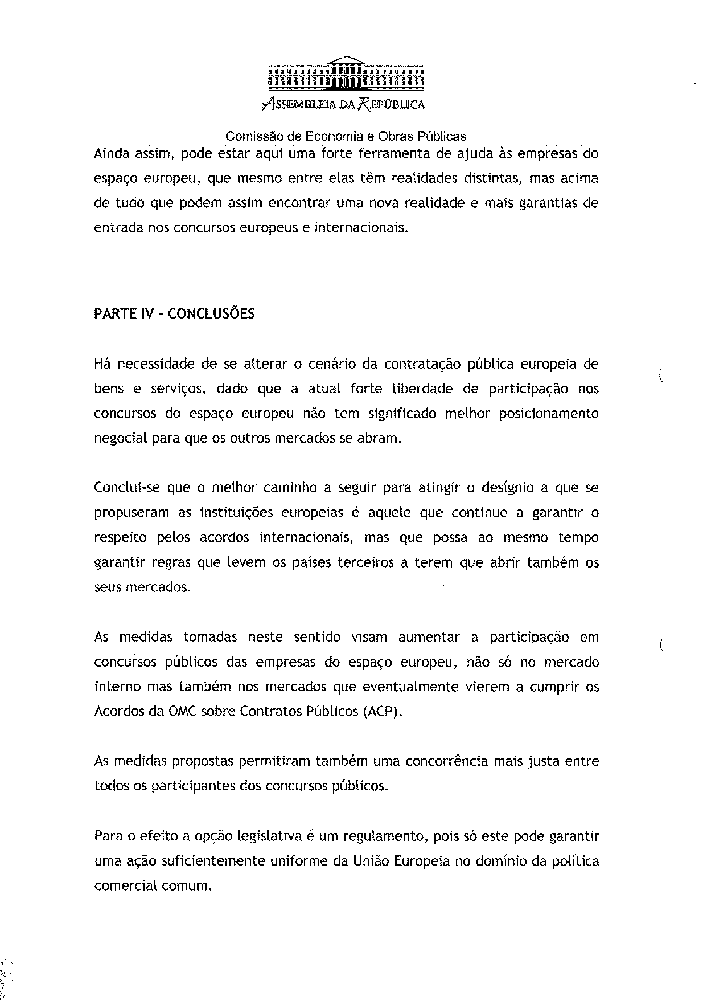 ASSEMBLEIA DA REPÚBLICA
Comissão de Economia e Obras Públicas
Ainda assim, pode estar aqui uma forte ferramenta de ajuda às empresas do
espaço europeu, que mesmo entre elas têm realidades distintas, mas acima
de tudo que podem assim encontrar uma nova realidade e mais garantias de
entrada nos concursos europeus e internacionais.
PARTE IV - CONCLUSÕES
Há necessidade de se alterar o cenário da contratação pública europeia de
bens e serviços, dado que a atual forte liberdade de participação nos
concursos do espaço europeu não tem significado melhor posicionamento
negocial para que os outros mercados se abram.
Conclui-se que o melhor caminho a seguir para atingir o desígnio a que se
propuseram as instituições europeias é aquele que continue a garantir o
respeito pelos acordos internacionais, mas que possa ao mesmo tempo
garantir regras que levem os países terceiros a terem que abrir também os
seus mercados.
As medidas tomadas neste sentido visam aumentar a participação em
concursos públicos das empresas do espaço europeu, não só no mercado
interno mas também nos mercados que eventualmente vierem a cumprir os
Acordos da OMC sobre Contratos Públicos (ACP).
As medidas propostas permitiram também uma concorrência mais justa entre
todos os participantes dos concursos públicos.
Para o efeito a opção legislativa é um regulamento, pois só este pode garantir
uma ação suficientemente uniforme da União Europeia no domínio da política
comercial comum.